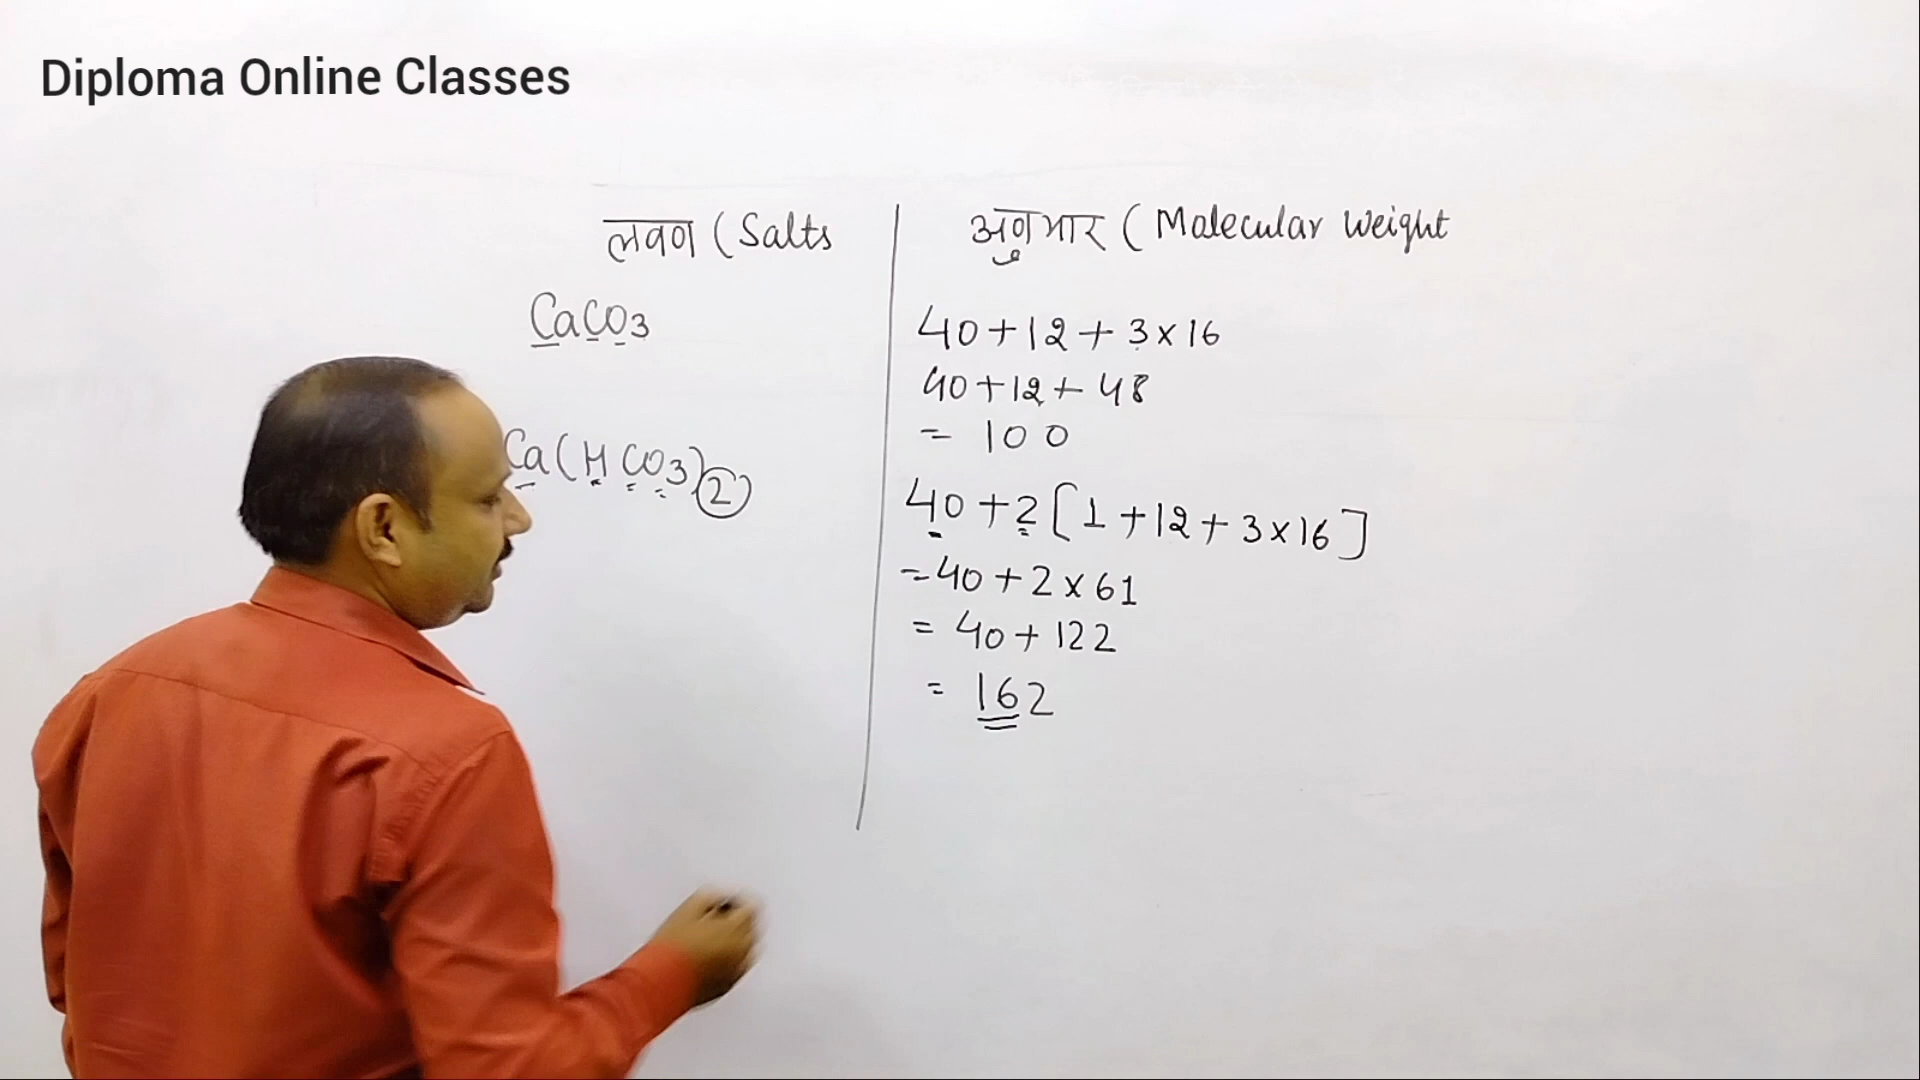 Diploma Online Classes
लवण (Salts
अणुभार (Molecular Weight
CaCO3
40+12+3×16
40+12+48
= 100
Ca(HCO3)2
40+2[1+12+3×16]
=40+2×61
= 40+122
= 162